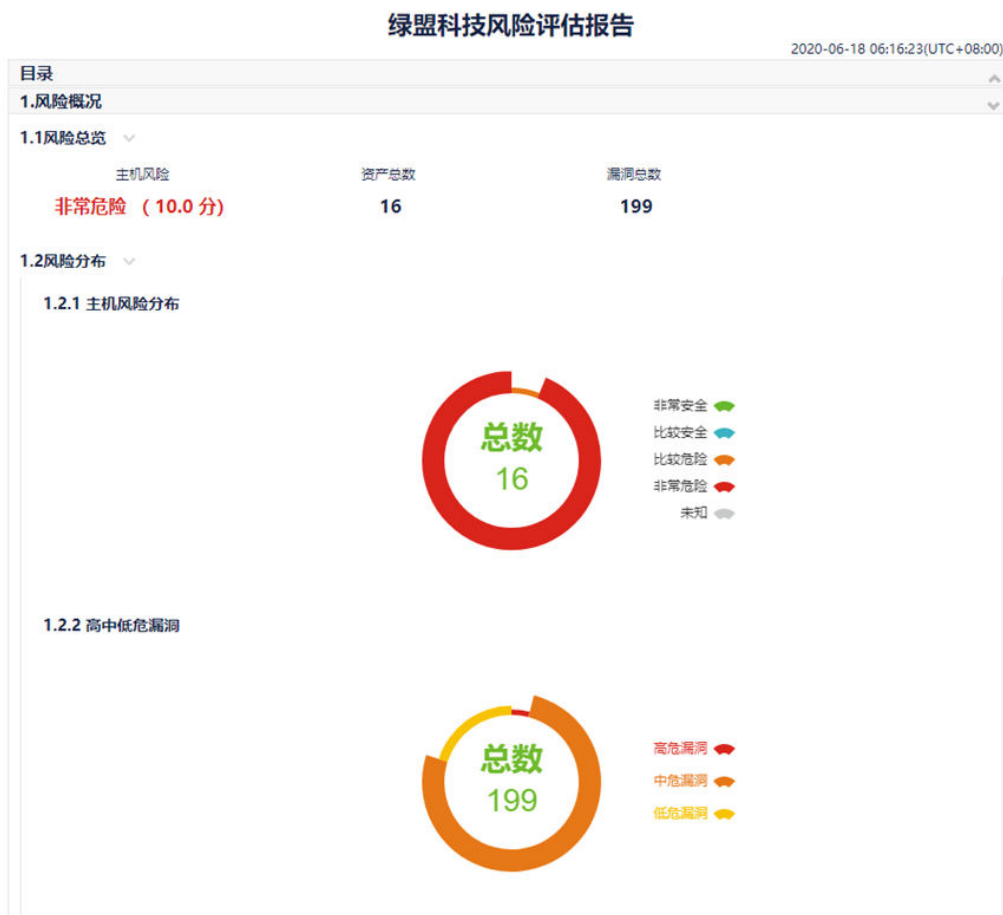 绿盟科技风险评估报告
2020-06-18 06:16:23(UTC+08:00)
目录
1.风险概况
1.1风险总览
主机风险 资产总数 漏洞总数
非常危险 （10.0 分) 16 199
1.2风险分布
1.2.1 主机风险分布
总数
16
非常安全
比较安全
比较危险
非常危险
未知
1.2.2 高中低危漏洞
总数
199
高危漏洞
中危漏洞
低危漏洞